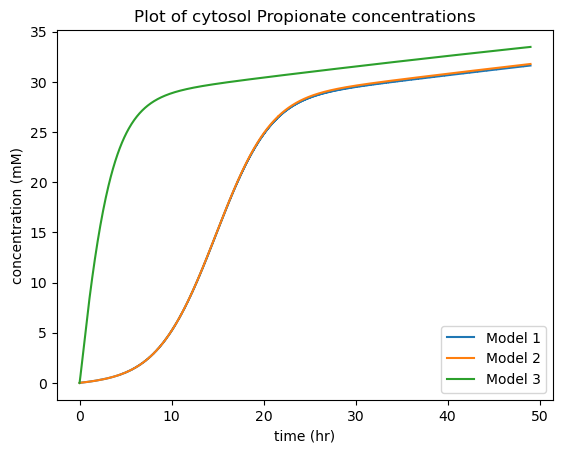 Plot of cytosol Propionate concentrations
35
30
25
20
15
10
5
0
concentration (mM)
0 10 20 30 40 50
time (hr)
Model 1
Model 2
Model 3